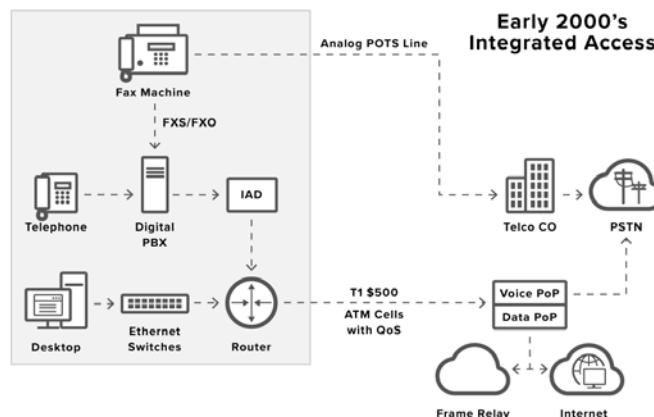 Early 2000's
Integrated Access
Analog POTS Line
Fax Machine
FXS/FXO
IAD
Telephone
Digital
PBX
Telco CO
PSTN
T1 $500
ATM Cells
with QoS
Voice PoP
Data PoP
Desktop
Ethernet
Switches
Router
Frame Relay
Internet